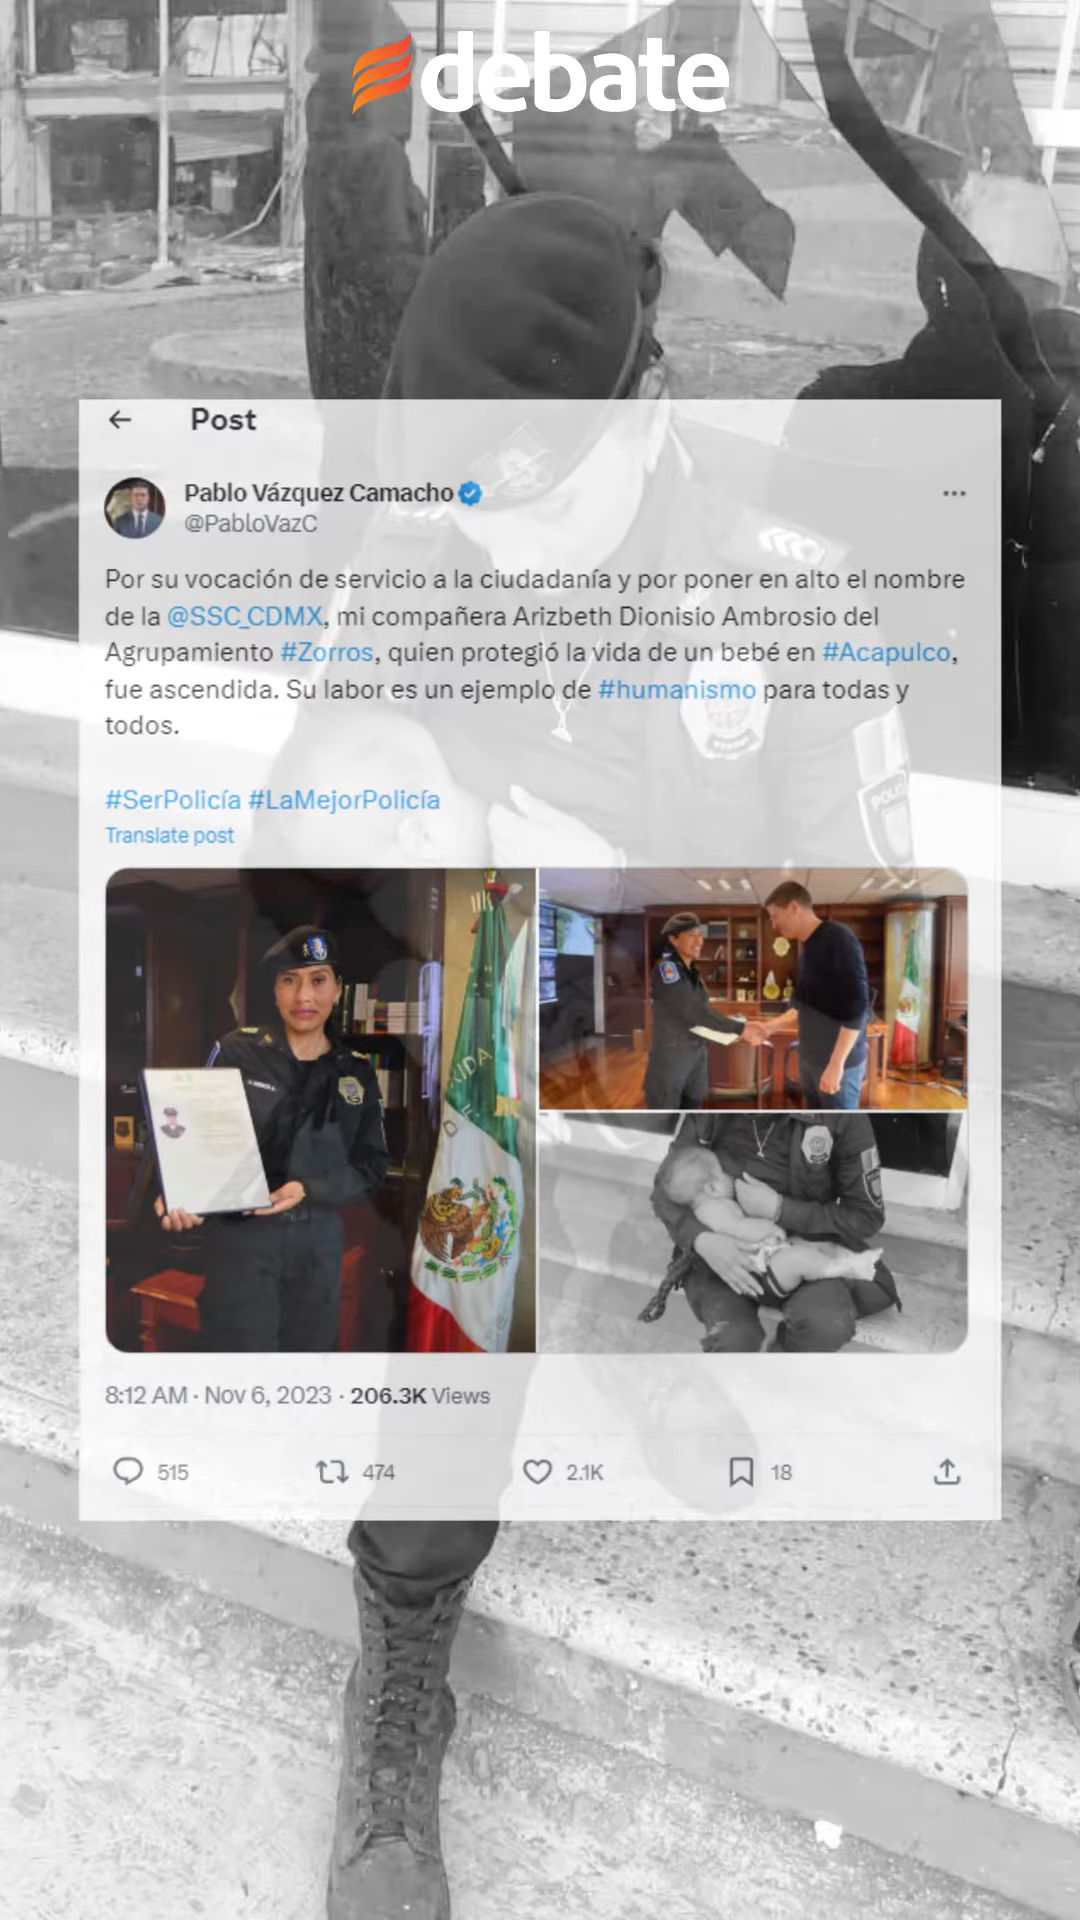 debate
Post
Pablo Vázquez Camacho
@PabloVazC
Por su vocación de servicio a la ciudadanía y por poner en alto el nombre
de la @SSC_CDMX, mi compañera Arizbeth Dionisio Ambrosio del
Agrupamiento #Zorros, quien protegió la vida de un bebé en #Acapulco,
fue ascendida. Su labor es un ejemplo de #humanismo para todas y
todos.
#SerPolicía #LaMejorPolicía
Translate post
8:12 AM · Nov 6, 2023 · 206.3K Views
515 474 2.1K 18